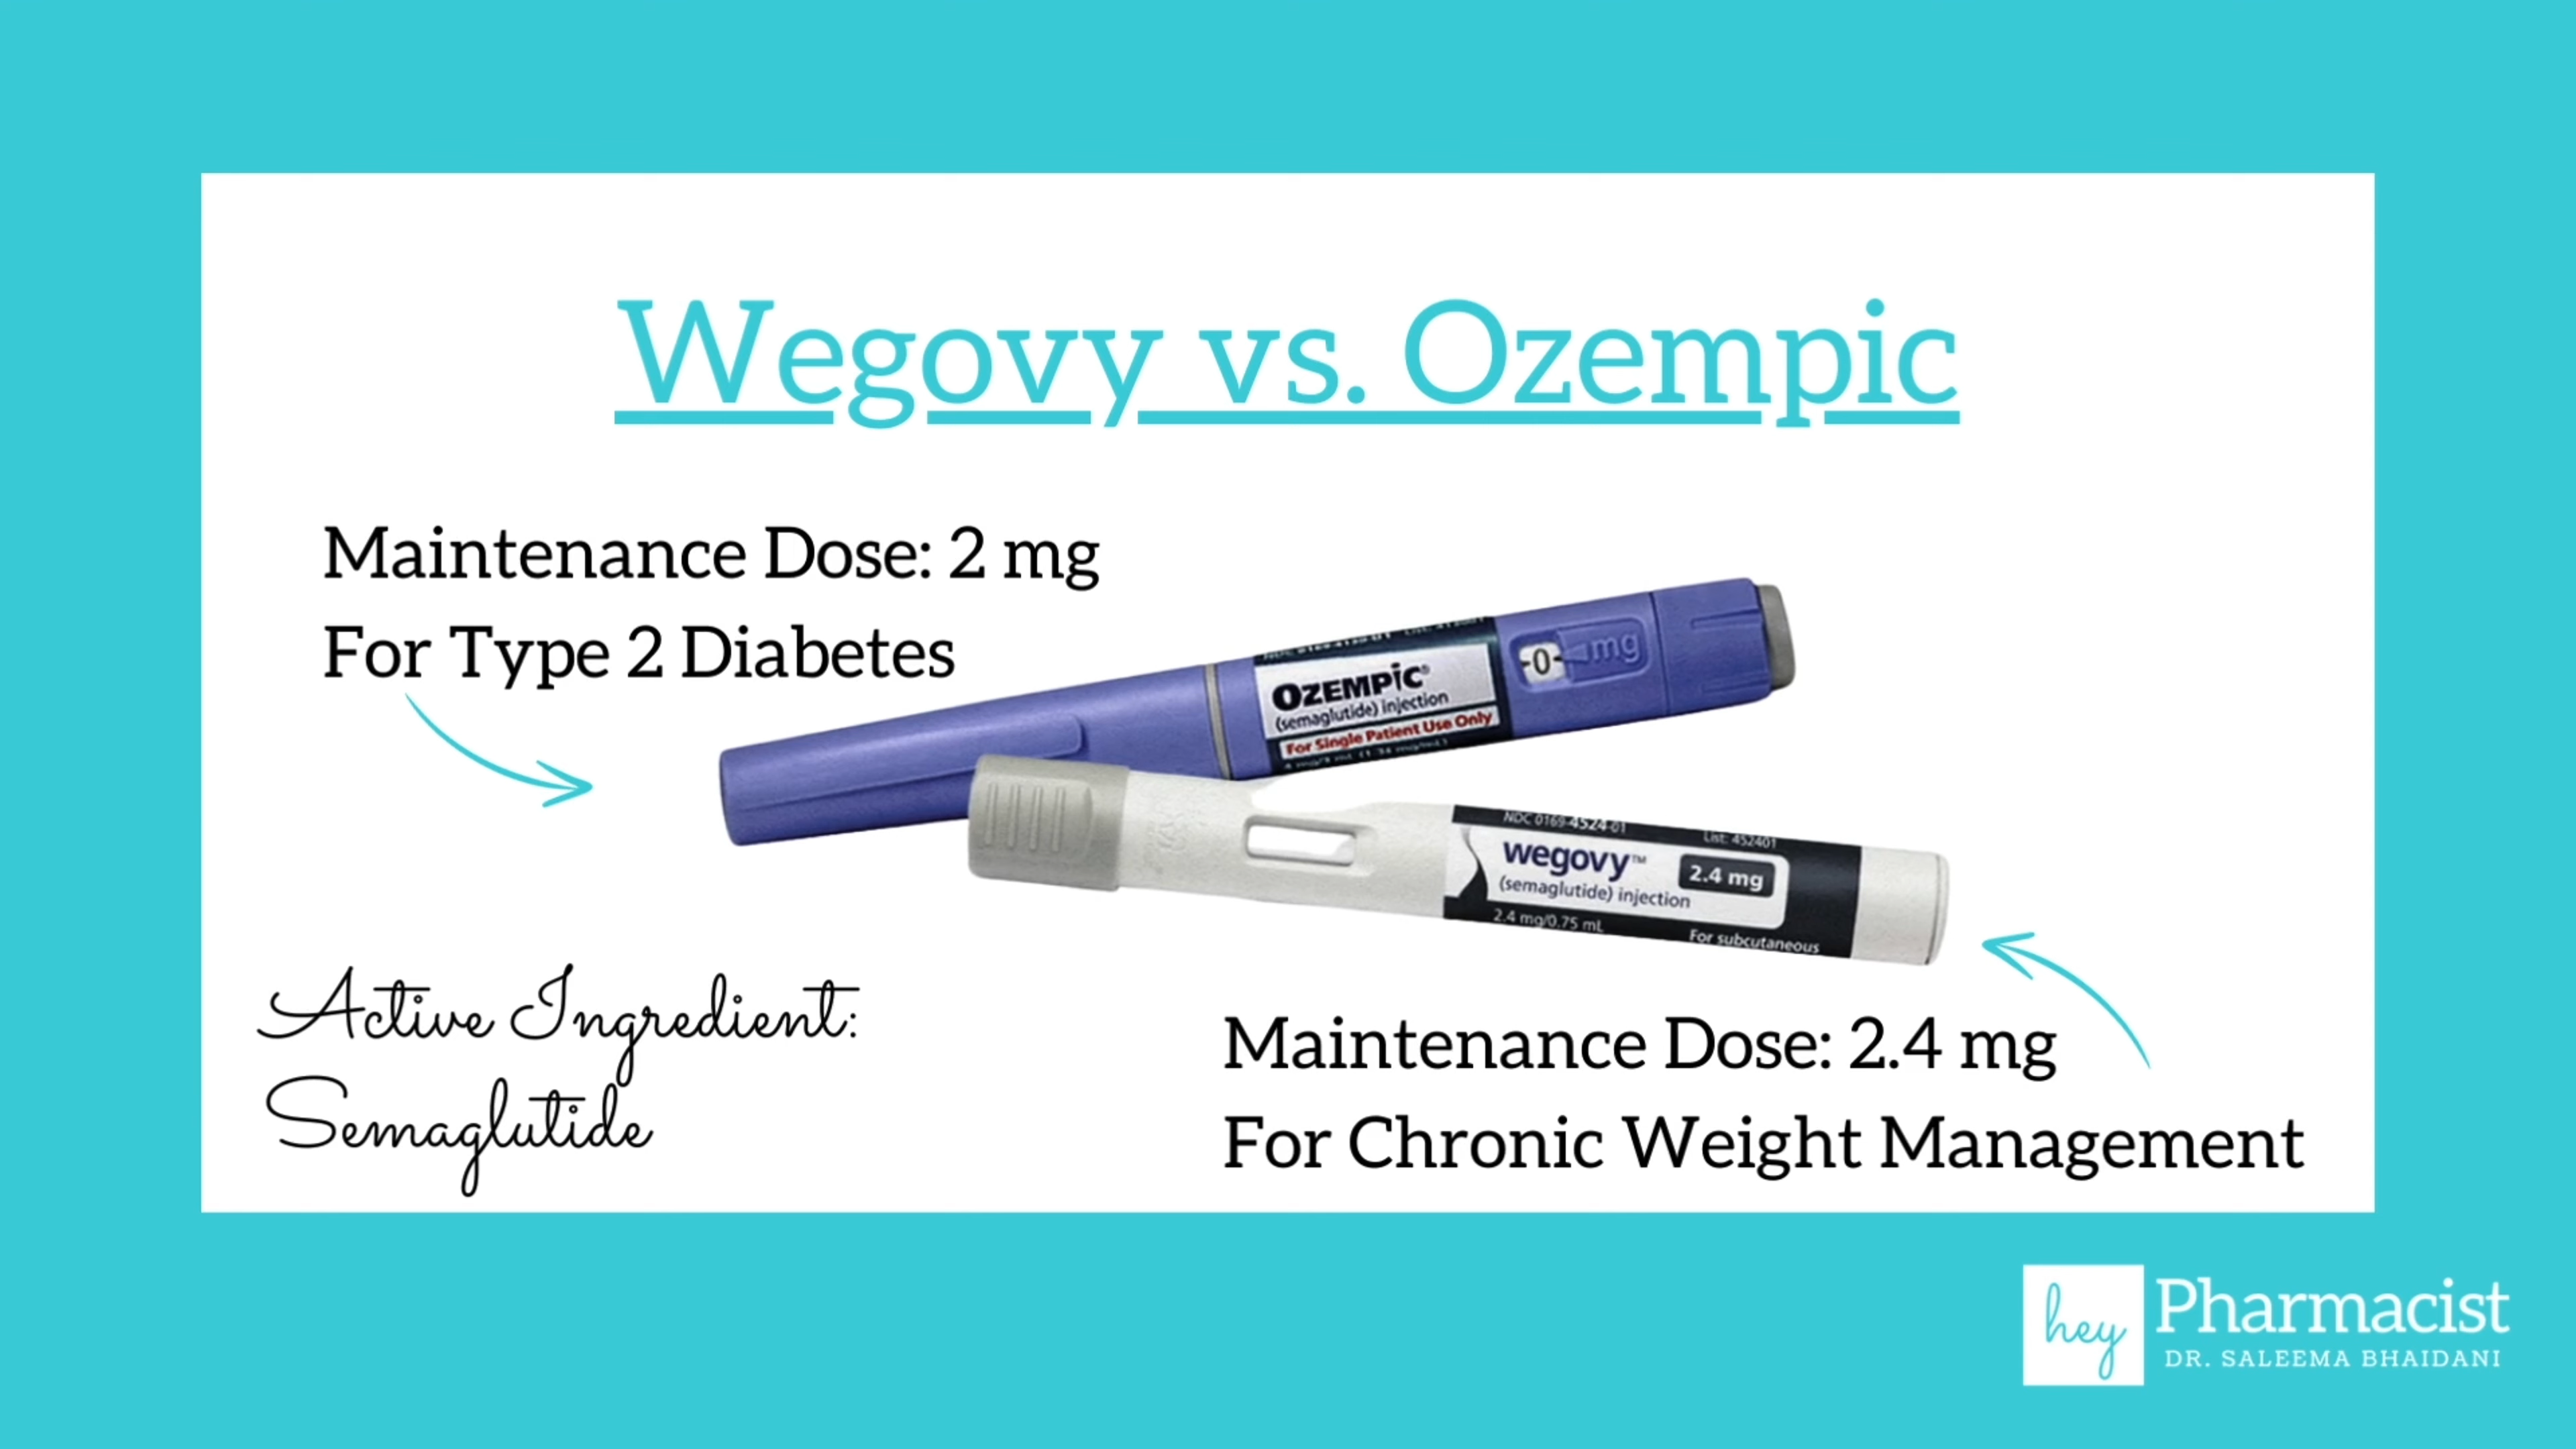 Wegovy vs. Ozempic
Maintenance Dose: 2 mg
For Type 2 Diabetes
-0- mg
OZEMPIC®
(semaglutide) injection
For Single Patient Use Only
NDC 0169-4524-01 List: 452401
wegovy™ 2.4 mg
(semaglutide) injection
2.4 mg/0.75 mL For subcutaneous
Active Ingredient:
Semaglutide
Maintenance Dose: 2.4 mg
For Chronic Weight Management
hey Pharmacist
DR. SALEEMA BHAIDANI